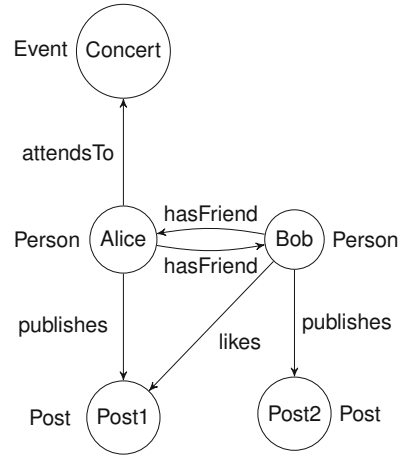 Event Concert
attendsTo
hasFriend
Person Alice Bob Person
hasFriend
publishes publishes
likes
Post Post1 Post2 Post